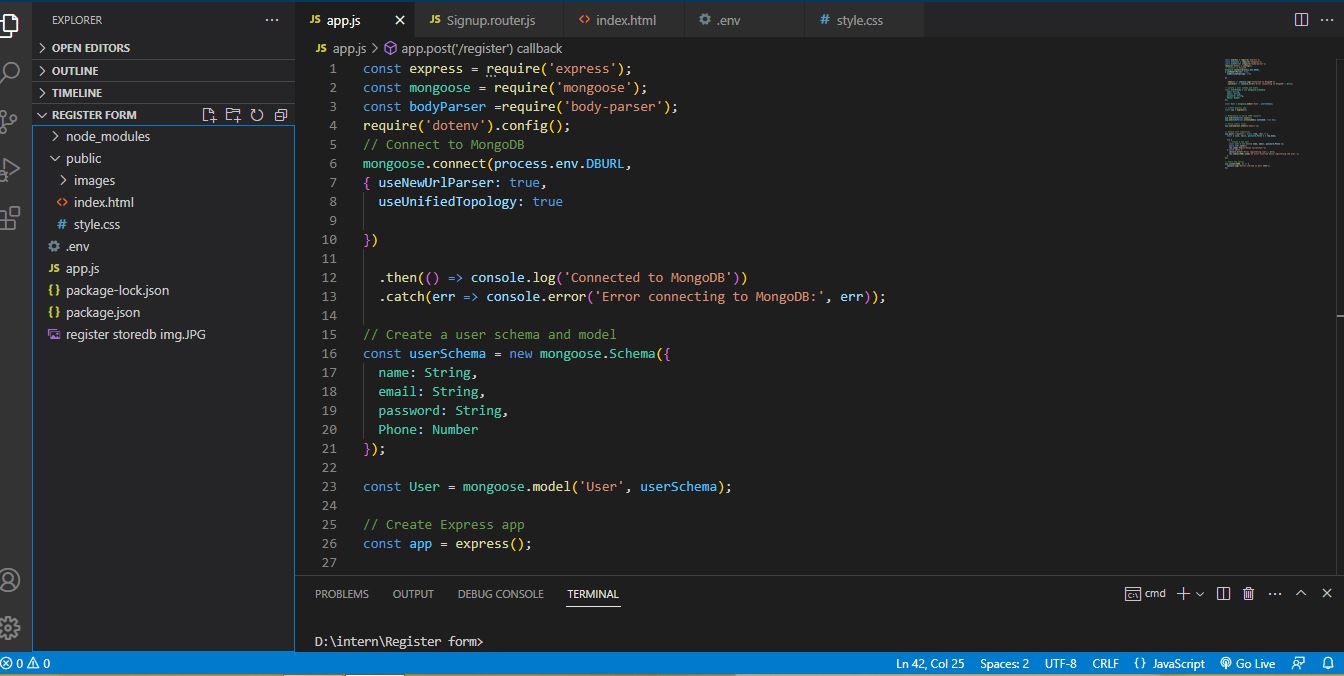 EXPLORER
OPEN EDITORS
OUTLINE
TIMELINE
REGISTER FORM
node_modules
public
images
index.html
style.css
.env
app.js
package-lock.json
package.json
register storedb img.JPG
JS app.js
JS Signup.router.js
index.html
.env
# style.css
JS app.js > app.post('/register') callback
1 const express = require('express');
2 const mongoose = require('mongoose');
3 const bodyParser =require('body-parser');
4 require('dotenv').config();
5 // Connect to MongoDB
6 mongoose.connect(process.env.DBURL,
7 { useNewUrlParser: true,
8 useUnifiedTopology: true
9
10 })
11
12 .then(() => console.log('Connected to MongoDB'))
13 .catch(err => console.error('Error connecting to MongoDB:', err));
14
15 // Create a user schema and model
16 const userSchema = new mongoose.Schema({
17 name: String,
18 email: String,
19 password: String,
20 Phone: Number
21 });
22
23 const User = mongoose.model('User', userSchema);
24
25 // Create Express app
26 const app = express();
27
PROBLEMS OUTPUT DEBUG CONSOLE TERMINAL cmd
D:\intern\Register form>
0 0 Ln 42, Col 25 Spaces: 2 UTF-8 CRLF {} JavaScript Go Live